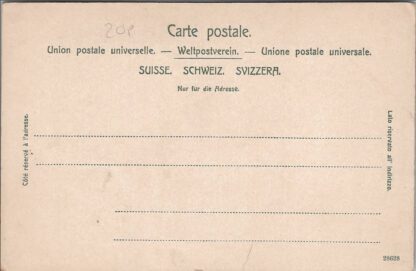 20p
Carte postale.
Union postale universelle. — Weltpostverein. — Unione postale universale.
SUISSE. SCHWEIZ. SVIZZERA.
Nur für die Adresse.
Côté réservé à l'adresse.
Lato riservato all' indirizzo.
28628